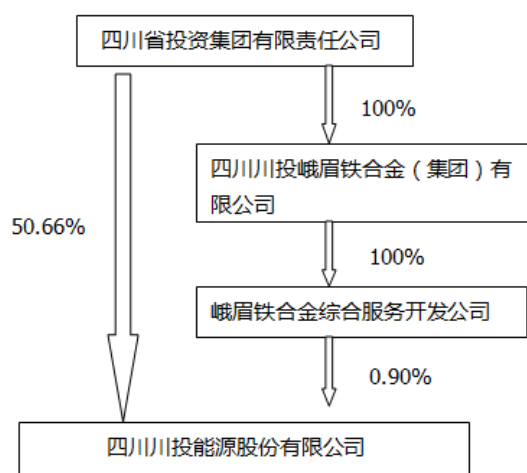 四川省投资集团有限责任公司
100%
四川川投峨眉铁合金（集团）有
限公司
50.66%
100%
峨眉铁合金综合服务开发公司
0.90%
四川川投能源股份有限公司